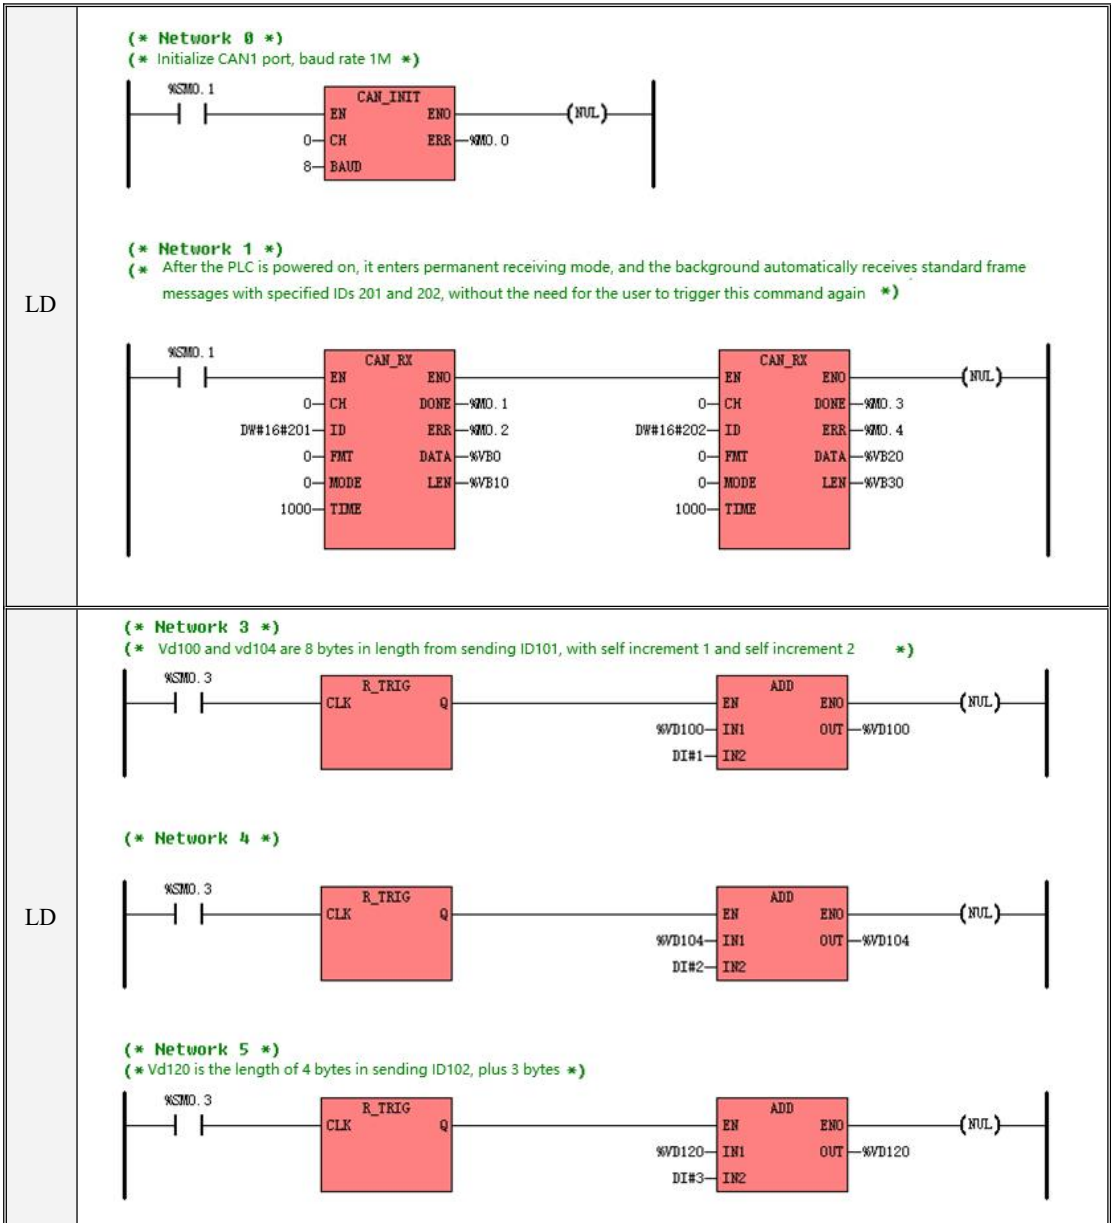 LD
(* Network 0 *)
(* Initialize CAN1 port, baud rate 1M *)
%SM0.1
CAN_INIT
EN ENO (NUL)
0 CH ERR %M0.0
8 BAUD
(* Network 1 *)
(* After the PLC is powered on, it enters permanent receiving mode, and the background automatically receives standard frame
messages with specified IDs 201 and 202, without the need for the user to trigger this command again *)
%SM0.1
CAN_RX CAN_RX
EN ENO EN ENO (NUL)
0 CH DONE %M0.1 0 CH DONE %M0.3
DW#16#201 ID ERR %M0.2 DW#16#202 ID ERR %M0.4
0 FMT DATA %VB0 0 FMT DATA %VB20
0 MODE LEN %VB10 0 MODE LEN %VB30
1000 TIME 1000 TIME
LD
(* Network 3 *)
(* Vd100 and vd104 are 8 bytes in length from sending ID101, with self increment 1 and self increment 2 *)
%SM0.3
R_TRIG ADD
CLK Q EN ENO (NUL)
%VD100 IN1 OUT %VD100
DI#1 IN2
(* Network 4 *)
%SM0.3
R_TRIG ADD
CLK Q EN ENO (NUL)
%VD104 IN1 OUT %VD104
DI#2 IN2
(* Network 5 *)
(* Vd120 is the length of 4 bytes in sending ID102, plus 3 bytes *)
%SM0.3
R_TRIG ADD
CLK Q EN ENO (NUL)
%VD120 IN1 OUT %VD120
DI#3 IN2